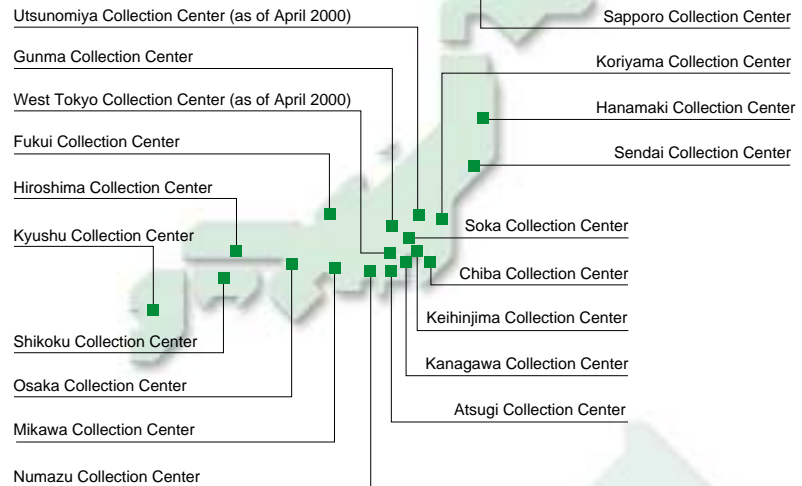 Utsunomiya Collection Center (as of April 2000)
Gunma Collection Center
West Tokyo Collection Center (as of April 2000)
Fukui Collection Center
Hiroshima Collection Center
Kyushu Collection Center
Shikoku Collection Center
Osaka Collection Center
Mikawa Collection Center
Numazu Collection Center
Sapporo Collection Center
Koriyama Collection Center
Hanamaki Collection Center
Sendai Collection Center
Soka Collection Center
Chiba Collection Center
Keihinjima Collection Center
Kanagawa Collection Center
Atsugi Collection Center